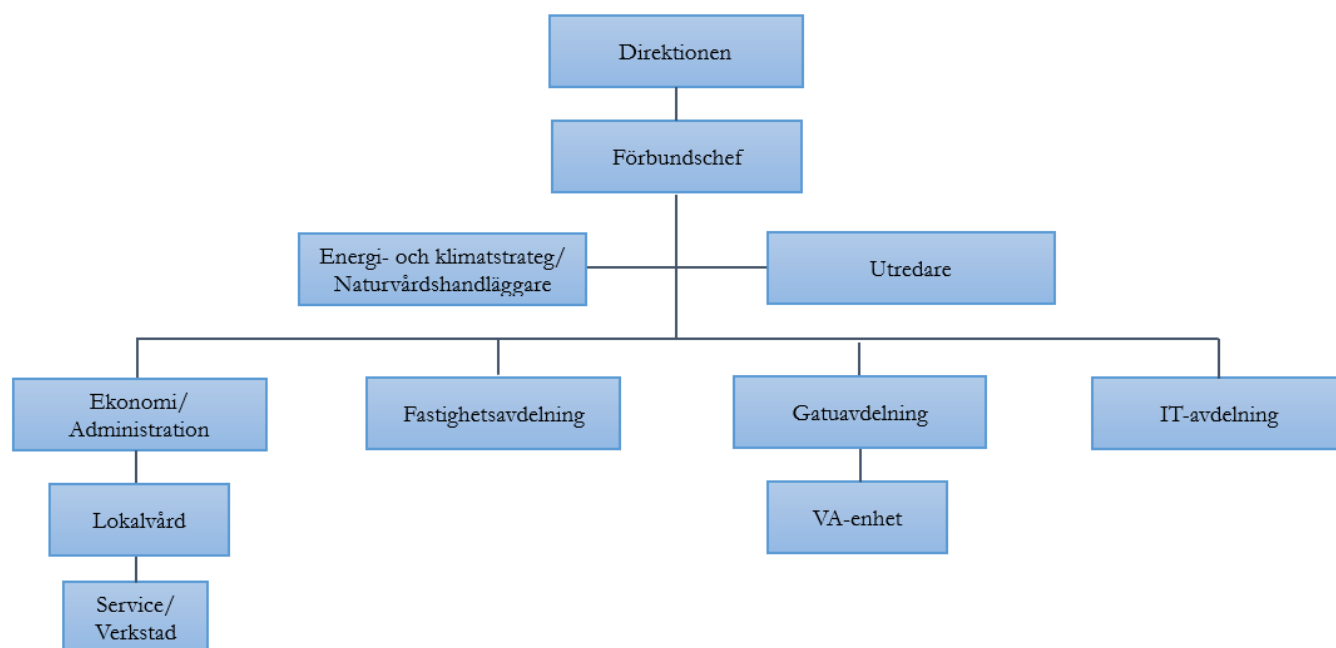 Direktionen
Förbundschef
Energi- och klimatstrateg/
Naturvårdshandläggare
Utredare
Ekonomi/
Administration
Fastighetsavdelning
Gatuavdelning
IT-avdelning
Lokalvård
VA-enhet
Service/
Verkstad